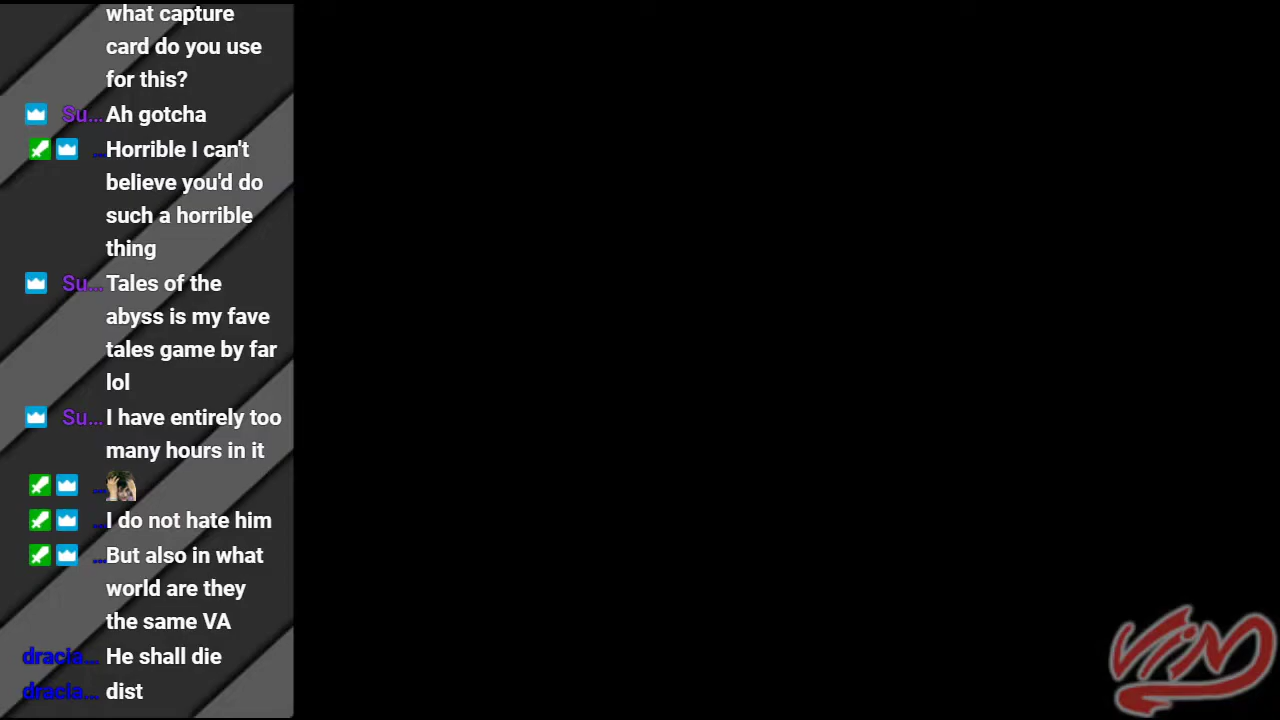 what capture
card do you use
for this?
Su... Ah gotcha
... Horrible I can't
believe you'd do
such a horrible
thing
Su... Tales of the
abyss is my fave
tales game by far
lol
Su... I have entirely too
many hours in it
...
... I do not hate him
... But also in what
world are they
the same VA
dracia... He shall die
dracia... dist
ViM